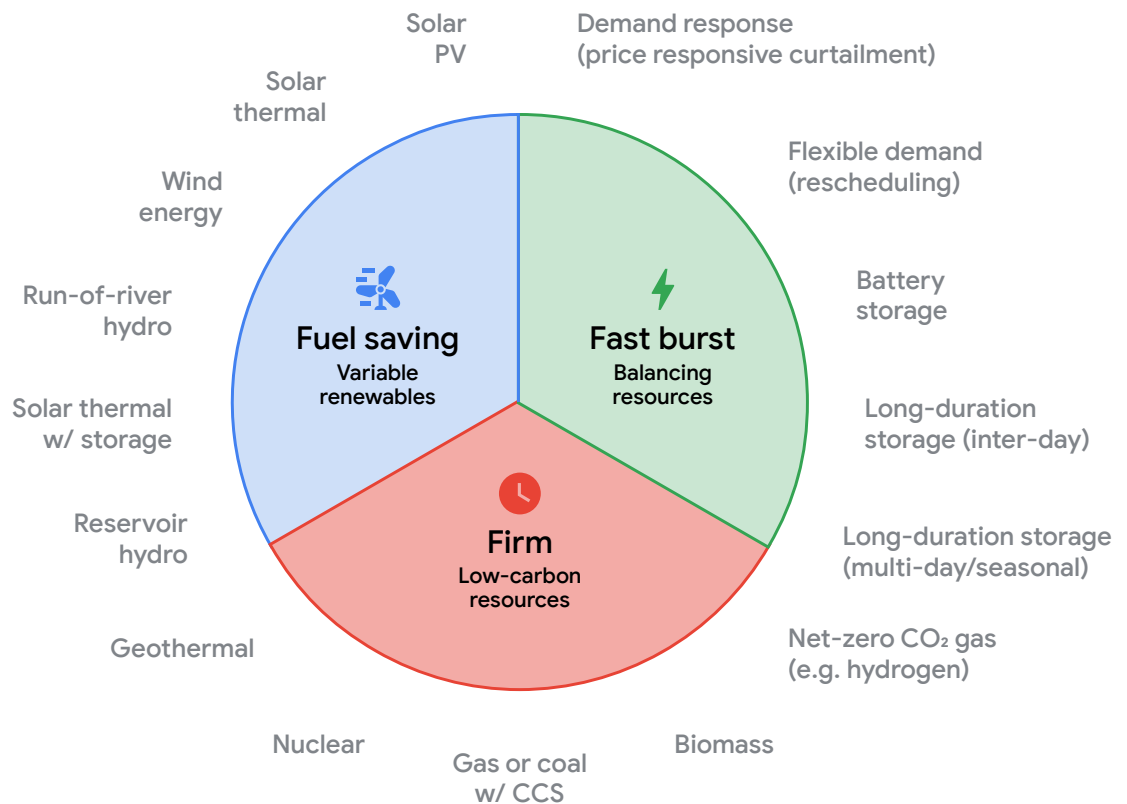 Solar
PV
Demand response
(price responsive curtailment)
Solar
thermal
Flexible demand
(rescheduling)
Wind
energy
Battery
storage
Run-of-river
hydro
Fuel saving
Variable
renewables
Fast burst
Balancing
resources
Solar thermal
w/ storage
Long-duration
storage (inter-day)
Firm
Low-carbon
resources
Reservoir
hydro
Long-duration storage
(multi-day/seasonal)
Geothermal
Net-zero CO₂ gas
(e.g. hydrogen)
Nuclear
Gas or coal
w/ CCS
Biomass